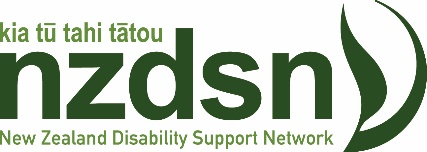 kia tū tahi tātou
nzdsn
New Zealand Disability Support Network